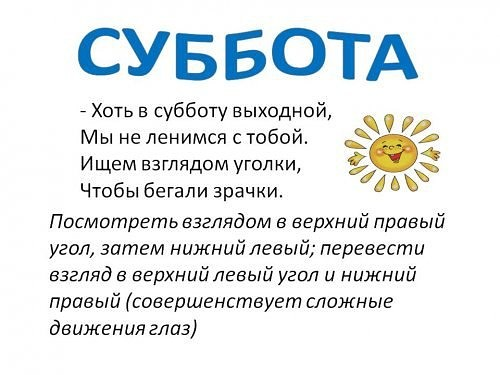 СУББОТА
- Хоть в субботу выходной,
Мы не ленимся с тобой.
Ищем взглядом уголки,
Чтобы бегали зрачки.
Посмотреть взглядом в верхний правый
угол, затем нижний левый; перевести
взгляд в верхний левый угол и нижний
правый (совершенствует сложные
движения глаз)